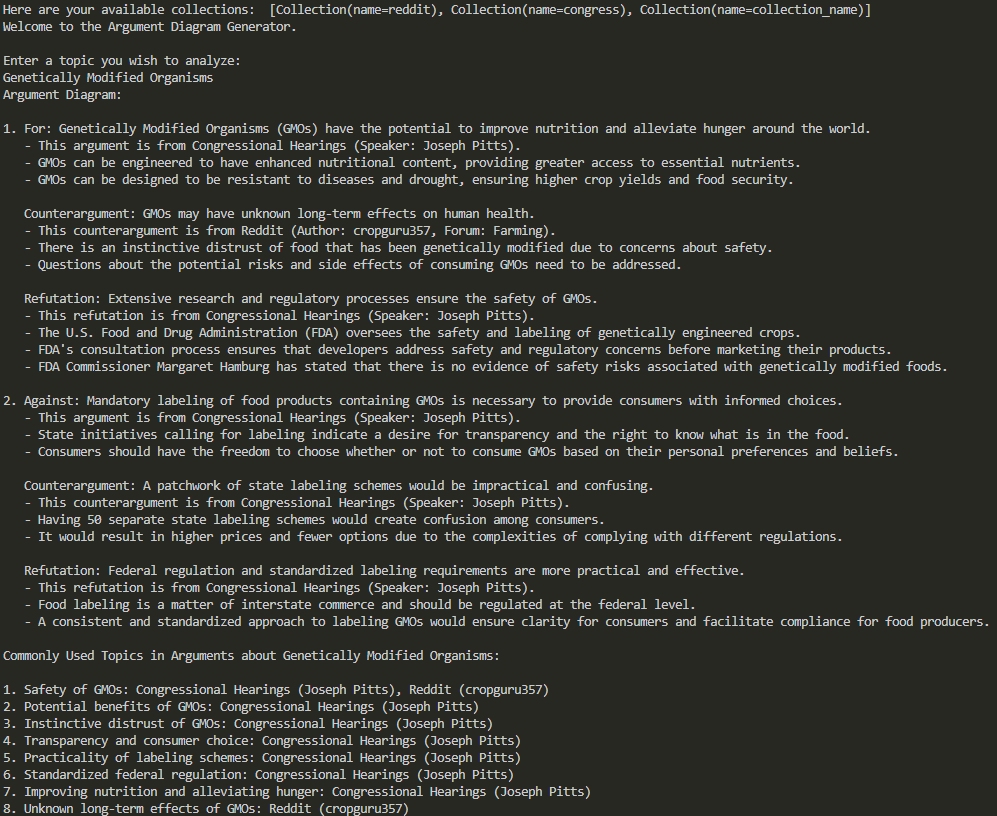 Here are your available collections:  [Collection(name=reddit), Collection(name=congress), Collection(name=collection_name)]
Welcome to the Argument Diagram Generator.
Enter a topic you wish to analyze:
Genetically Modified Organisms
Argument Diagram:
1. For: Genetically Modified Organisms (GMOs) have the potential to improve nutrition and alleviate hunger around the world.
- This argument is from Congressional Hearings (Speaker: Joseph Pitts).
- GMOs can be engineered to have enhanced nutritional content, providing greater access to essential nutrients.
- GMOs can be designed to be resistant to diseases and drought, ensuring higher crop yields and food security.
Counterargument: GMOs may have unknown long-term effects on human health.
- This counterargument is from Reddit (Author: cropguru357, Forum: Farming).
- There is an instinctive distrust of food that has been genetically modified due to concerns about safety.
- Questions about the potential risks and side effects of consuming GMOs need to be addressed.
Refutation: Extensive research and regulatory processes ensure the safety of GMOs.
- This refutation is from Congressional Hearings (Speaker: Joseph Pitts).
- The U.S. Food and Drug Administration (FDA) oversees the safety and labeling of genetically engineered crops.
- FDA's consultation process ensures that developers address safety and regulatory concerns before marketing their products.
- FDA Commissioner Margaret Hamburg has stated that there is no evidence of safety risks associated with genetically modified foods.
2. Against: Mandatory labeling of food products containing GMOs is necessary to provide consumers with informed choices.
- This argument is from Congressional Hearings (Speaker: Joseph Pitts).
- State initiatives calling for labeling indicate a desire for transparency and the right to know what is in the food.
- Consumers should have the freedom to choose whether or not to consume GMOs based on their personal preferences and beliefs.
Counterargument: A patchwork of state labeling schemes would be impractical and confusing.
- This counterargument is from Congressional Hearings (Speaker: Joseph Pitts).
- Having 50 separate state labeling schemes would create confusion among consumers.
- It would result in higher prices and fewer options due to the complexities of complying with different regulations.
Refutation: Federal regulation and standardized labeling requirements are more practical and effective.
- This refutation is from Congressional Hearings (Speaker: Joseph Pitts).
- Food labeling is a matter of interstate commerce and should be regulated at the federal level.
- A consistent and standardized approach to labeling GMOs would ensure clarity for consumers and facilitate compliance for food producers.
Commonly Used Topics in Arguments about Genetically Modified Organisms:
1. Safety of GMOs: Congressional Hearings (Joseph Pitts), Reddit (cropguru357)
2. Potential benefits of GMOs: Congressional Hearings (Joseph Pitts)
3. Instinctive distrust of GMOs: Congressional Hearings (Joseph Pitts)
4. Transparency and consumer choice: Congressional Hearings (Joseph Pitts)
5. Practicality of labeling schemes: Congressional Hearings (Joseph Pitts)
6. Standardized federal regulation: Congressional Hearings (Joseph Pitts)
7. Improving nutrition and alleviating hunger: Congressional Hearings (Joseph Pitts)
8. Unknown long-term effects of GMOs: Reddit (cropguru357)